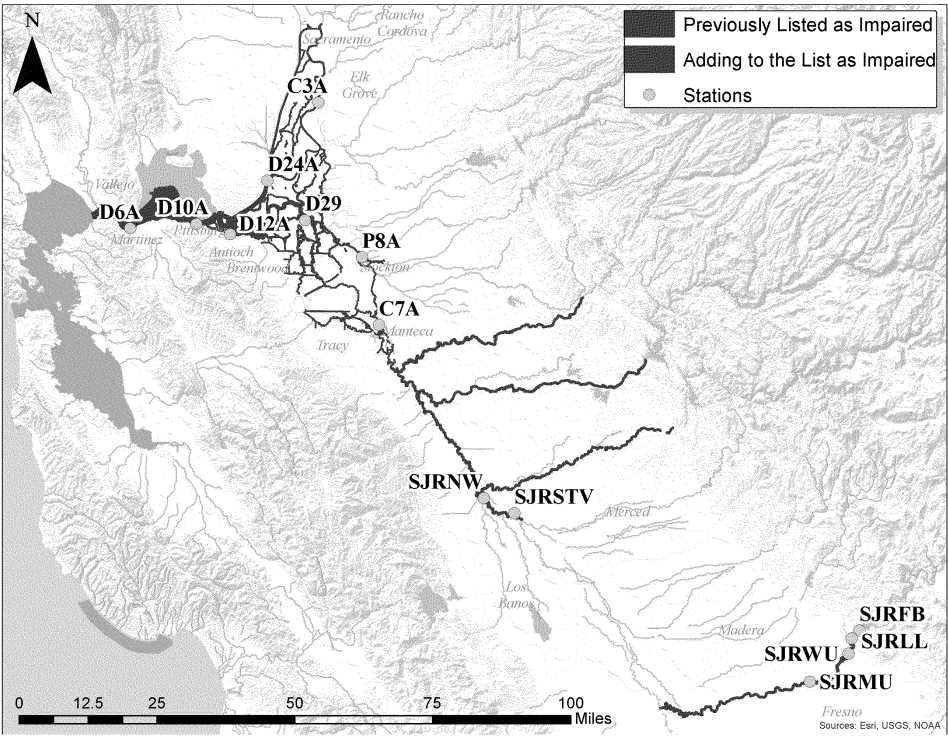 N
Rancho
Cordova
Sacramento
Previously Listed as Impaired
Adding to the List as Impaired
Stations
C3A
Elk
Grove
D24A
Vallejo
D6A
D10A
D12A
D29
Martinez
Pittsburg
Antioch
P8A
Brentwood
Stockton
C7A
Manteca
Tracy
SJRNW
SJRSTV
Merced
Los
Banos
SJRFB
Madera
SJRLL
SJRWU
SJRMU
Fresno
0 12.5 25 50 75 100
Miles
Sources: Esri, USGS, NOAA